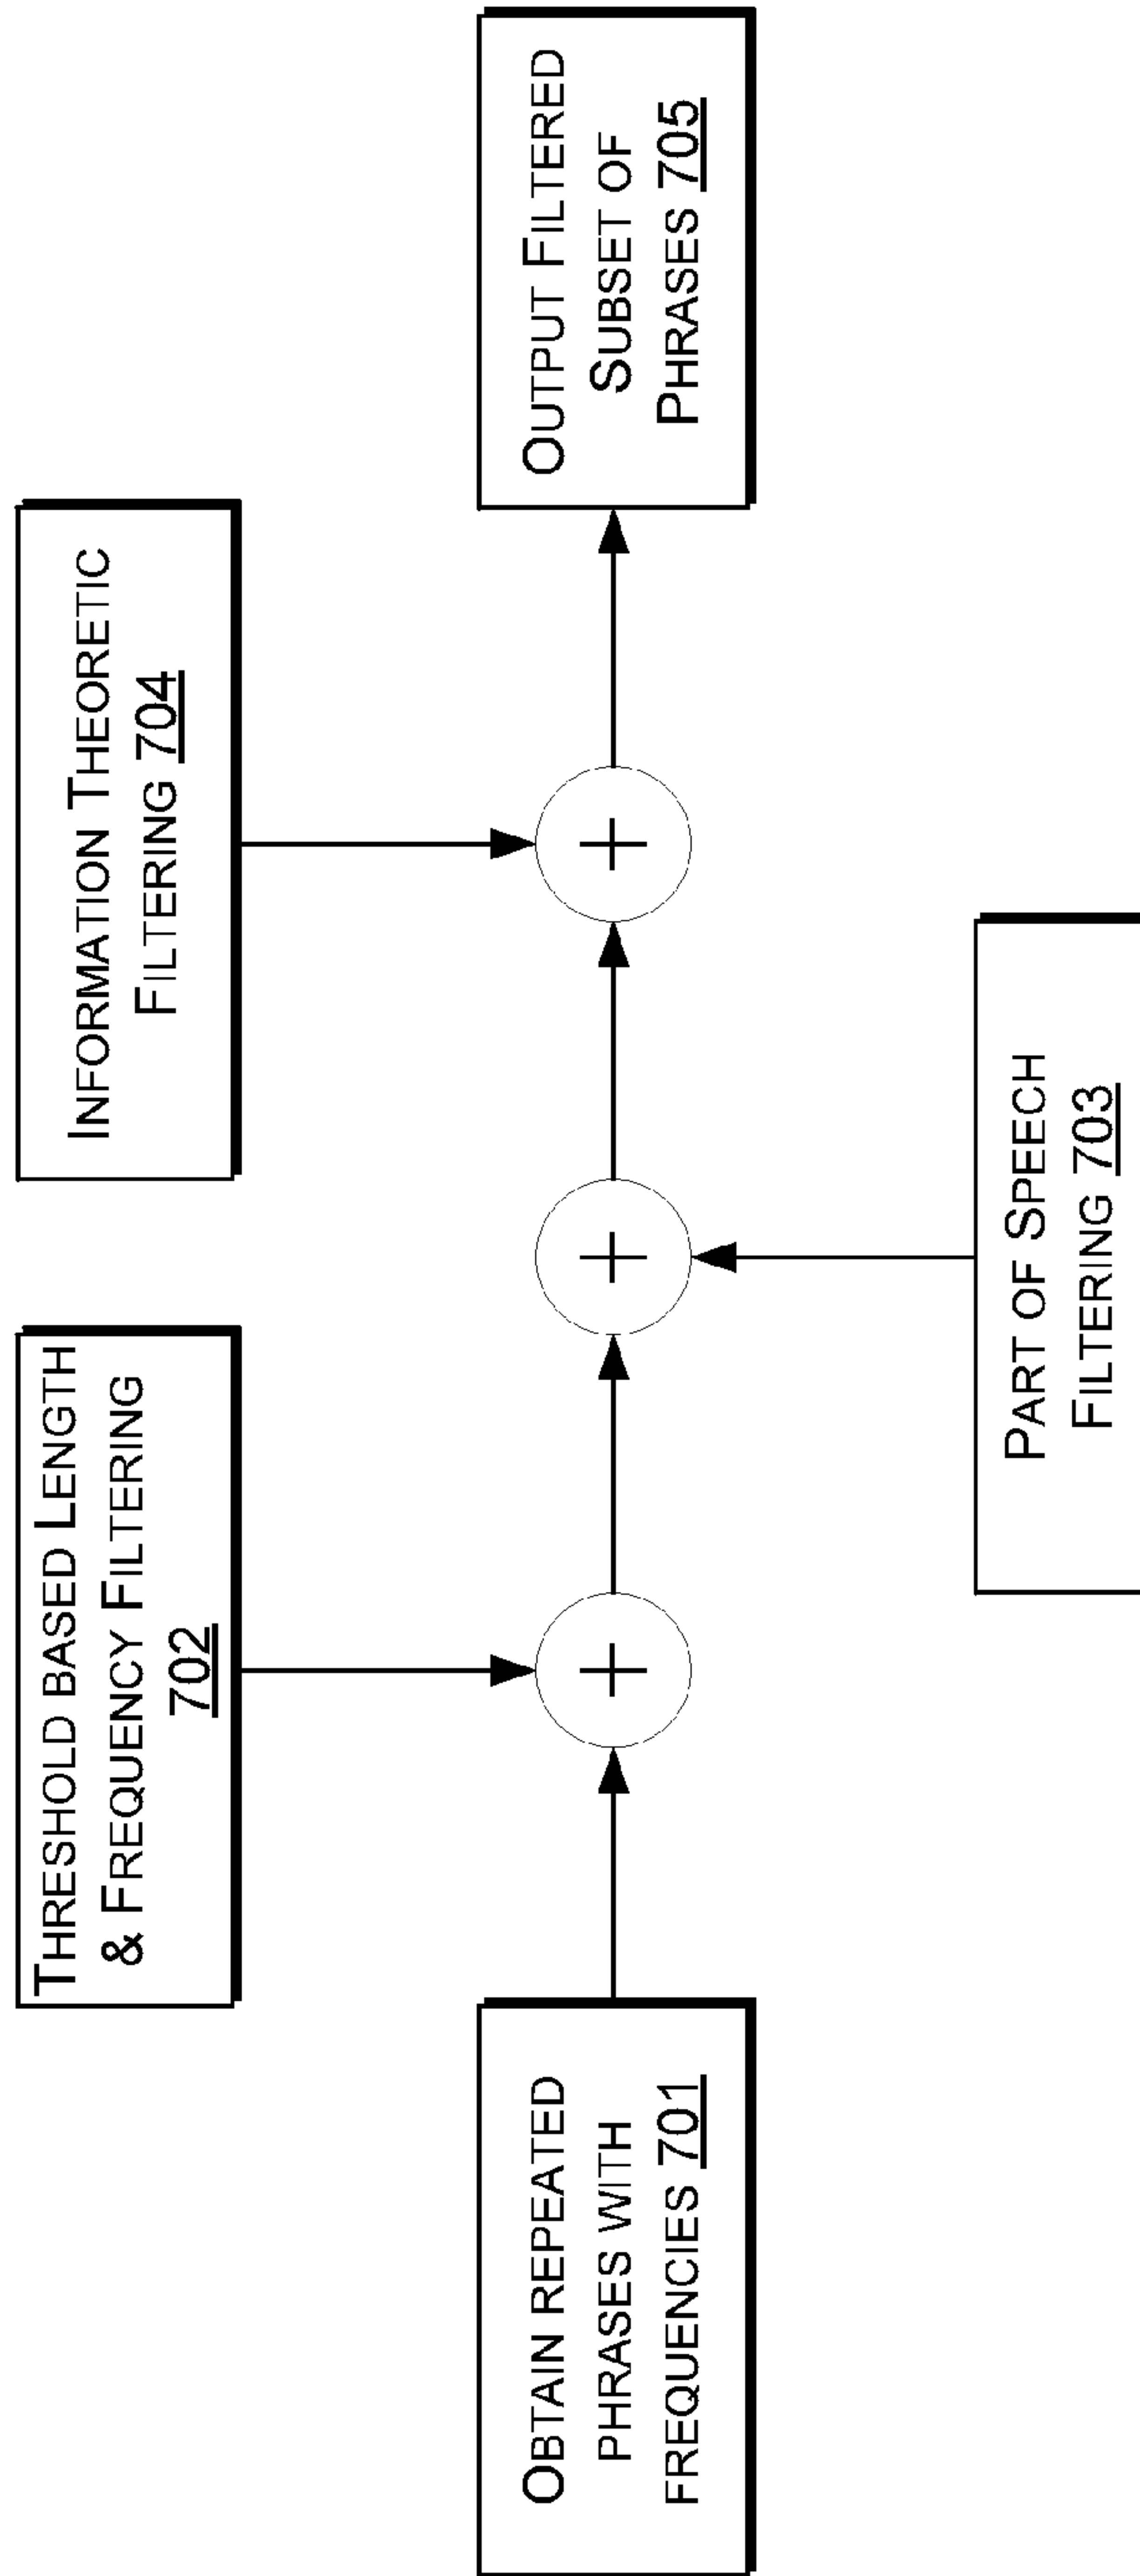 OBTAIN REPEATED
PHRASES WITH
FREQUENCIES 701
THRESHOLD BASED LENGTH
& FREQUENCY FILTERING
702
PART OF SPEECH
FILTERING 703
INFORMATION THEORETIC
FILTERING 704
OUTPUT FILTERED
SUBSET OF
PHRASES 705